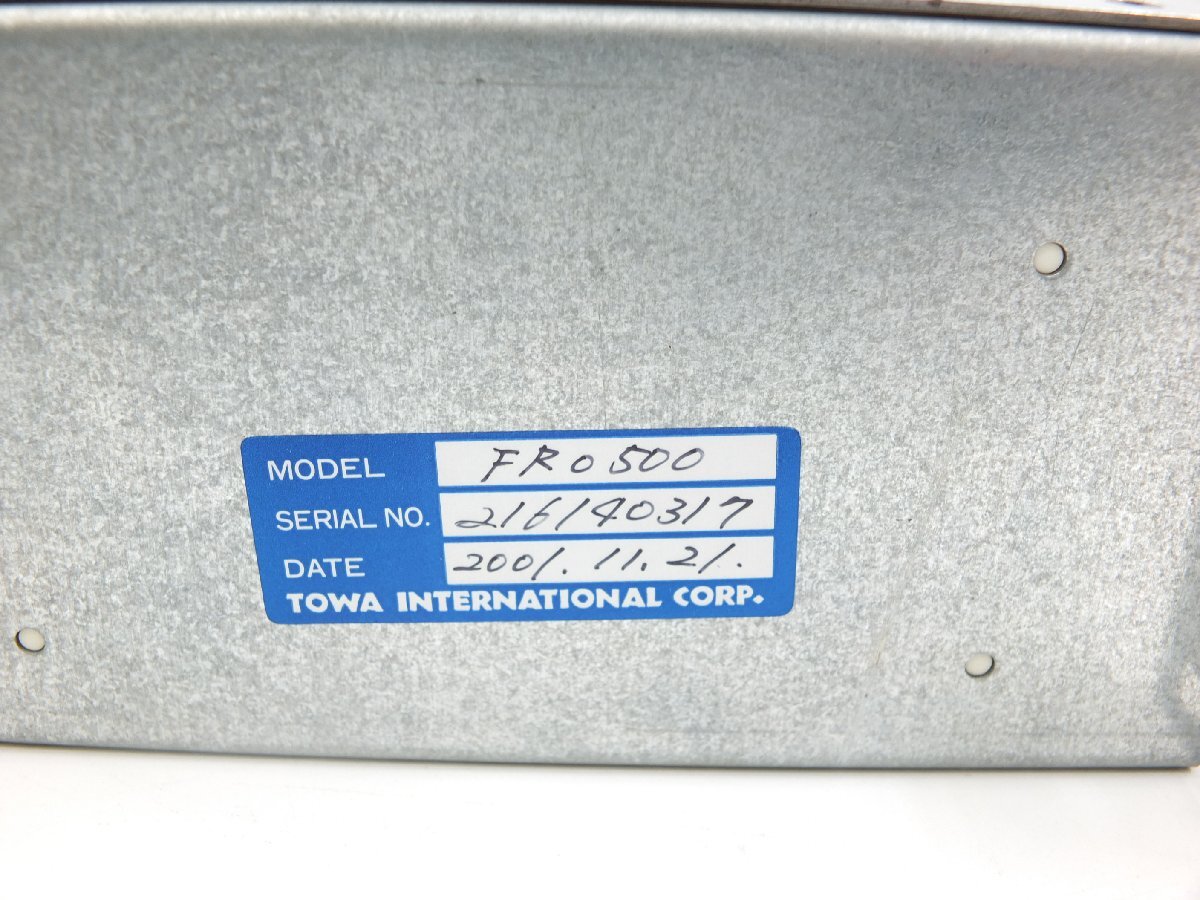 MODEL FR0500
SERIAL NO. 216140317
DATE 2001.11.21.
TOWA INTERNATIONAL CORP.